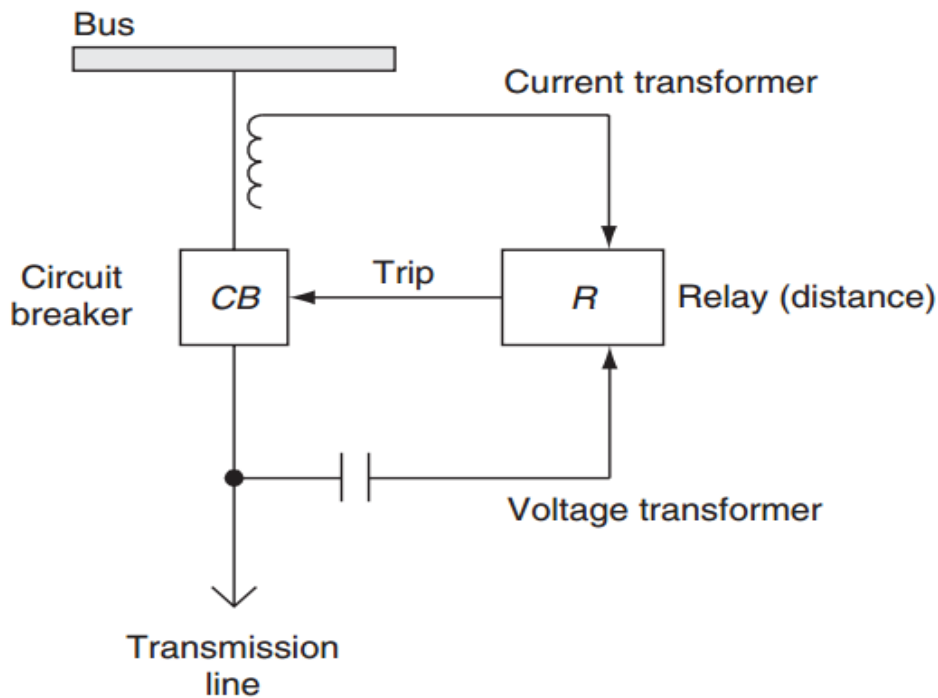 Bus
Current transformer
Circuit
breaker
CB
Trip
R
Relay (distance)
Voltage transformer
Transmission
line